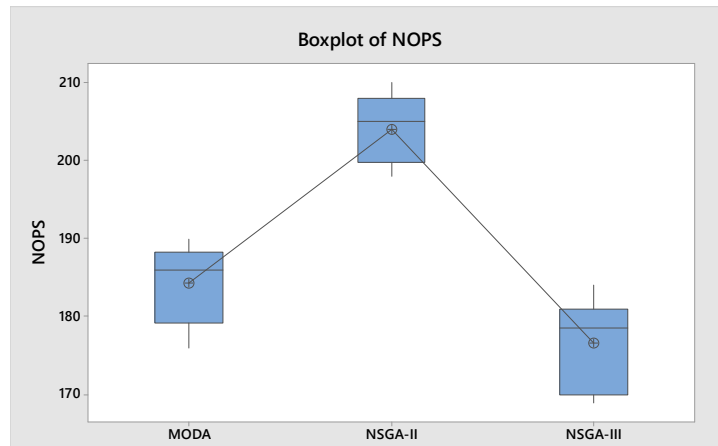 Boxplot of NOPS
210
200
190
180
170
NOPS
MODA NSGA-II NSGA-III